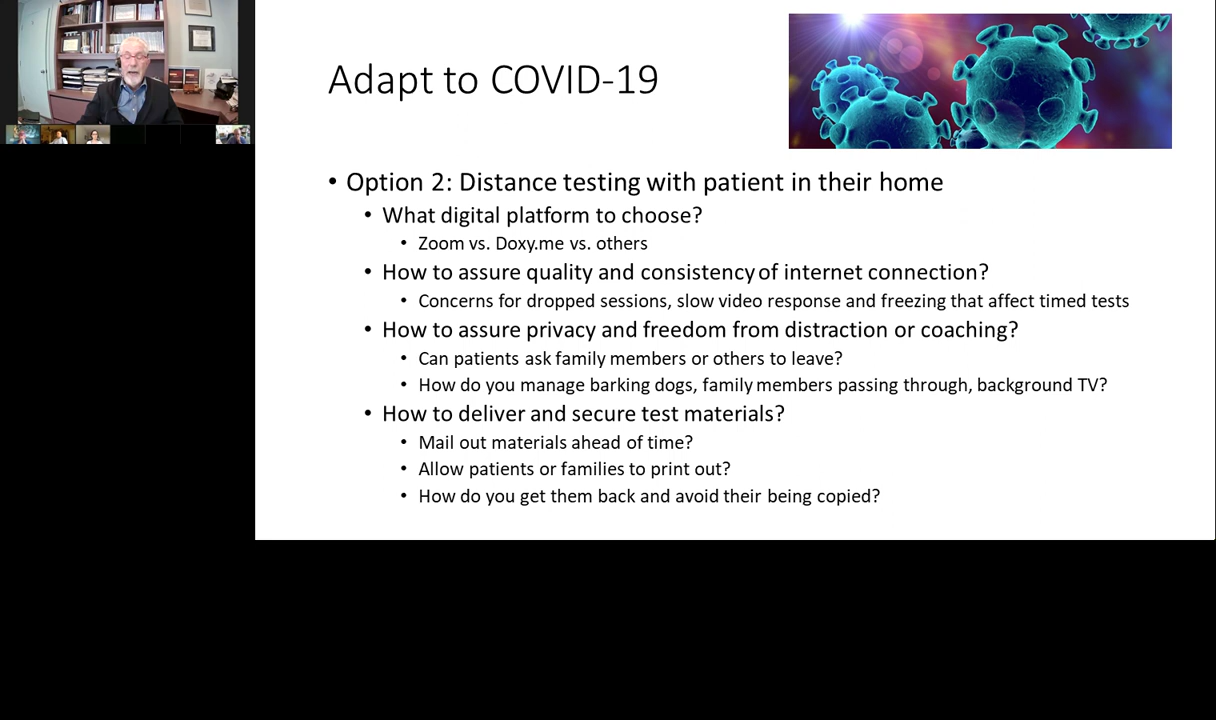 Adapt to COVID-19
• Option 2: Distance testing with patient in their home
• What digital platform to choose?
• Zoom vs. Doxy.me vs. others
• How to assure quality and consistency of internet connection?
• Concerns for dropped sessions, slow video response and freezing that affect timed tests
• How to assure privacy and freedom from distraction or coaching?
• Can patients ask family members or others to leave?
• How do you manage barking dogs, family members passing through, background TV?
• How to deliver and secure test materials?
• Mail out materials ahead of time?
• Allow patients or families to print out?
• How do you get them back and avoid their being copied?